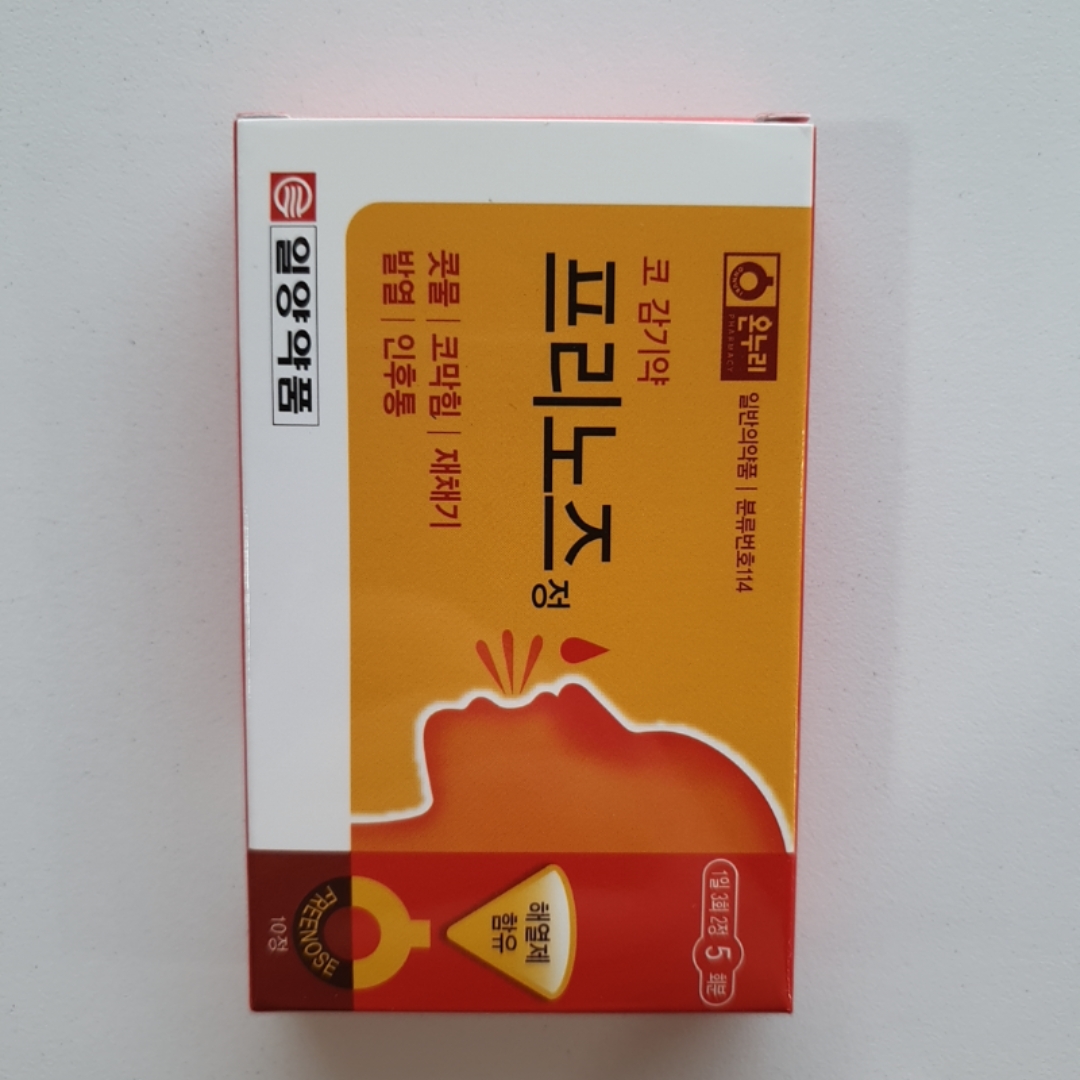 온누리
PHARMACY
일반의약품 | 분류번호114
코 감기약
프리노즈정
콧물 | 코막힘 | 재채기
발열 | 인후통
일양약품
1일 3회 2정 5 회분
해열제
함유
FREENOSE
10정